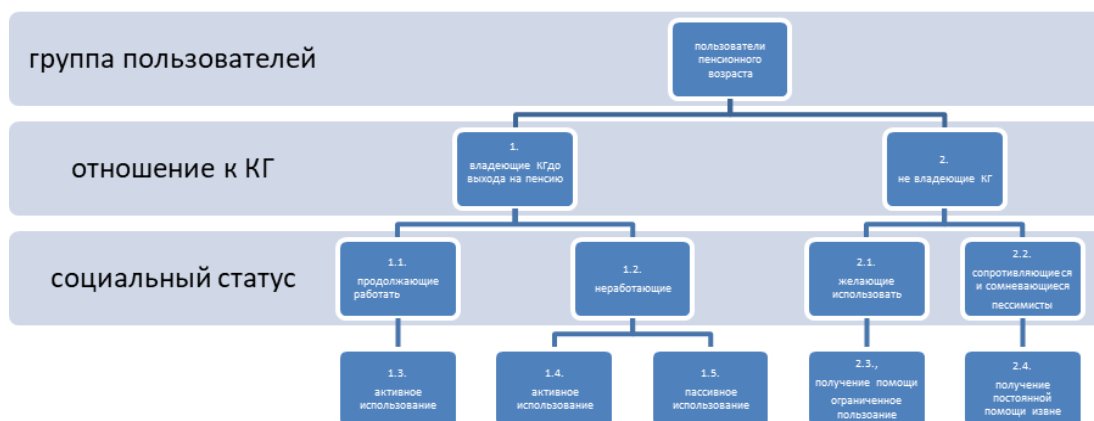 группа пользователей
пользователи
пенсионного
возраста
отношение к КГ
1.
владеющие КГдо
выхода на пенсию
2.
не владеющие КГ
социальный статус
1.1.
продолжающие
работать
1.2.
неработающие
2.1.
желающие
использовать
2.2.
сопротивляющиеся
и сомневающиеся
пессимисты
1.3.
активное
использование
1.4.
активное
использование
1.5.
пассивное
использование
2.3.,
получение помощи
ограниченное
пользоание
2.4.
получение
постоянной
помощи извне